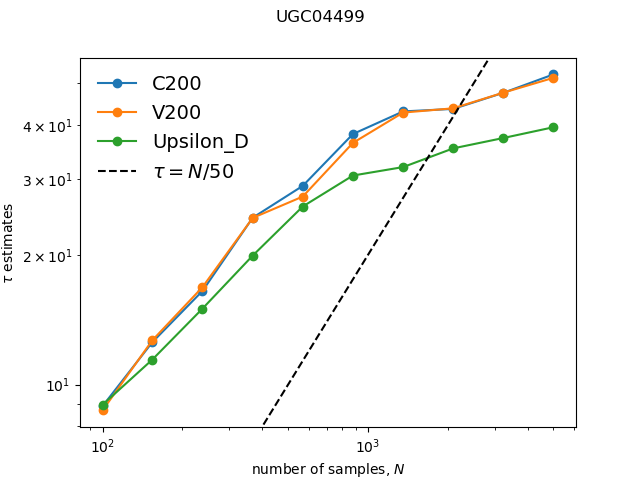 UGC04499
C200
V200
Upsilon_D
τ = N/50
4 × 10¹
3 × 10¹
2 × 10¹
10¹
τ estimates
10²
10³
number of samples, N